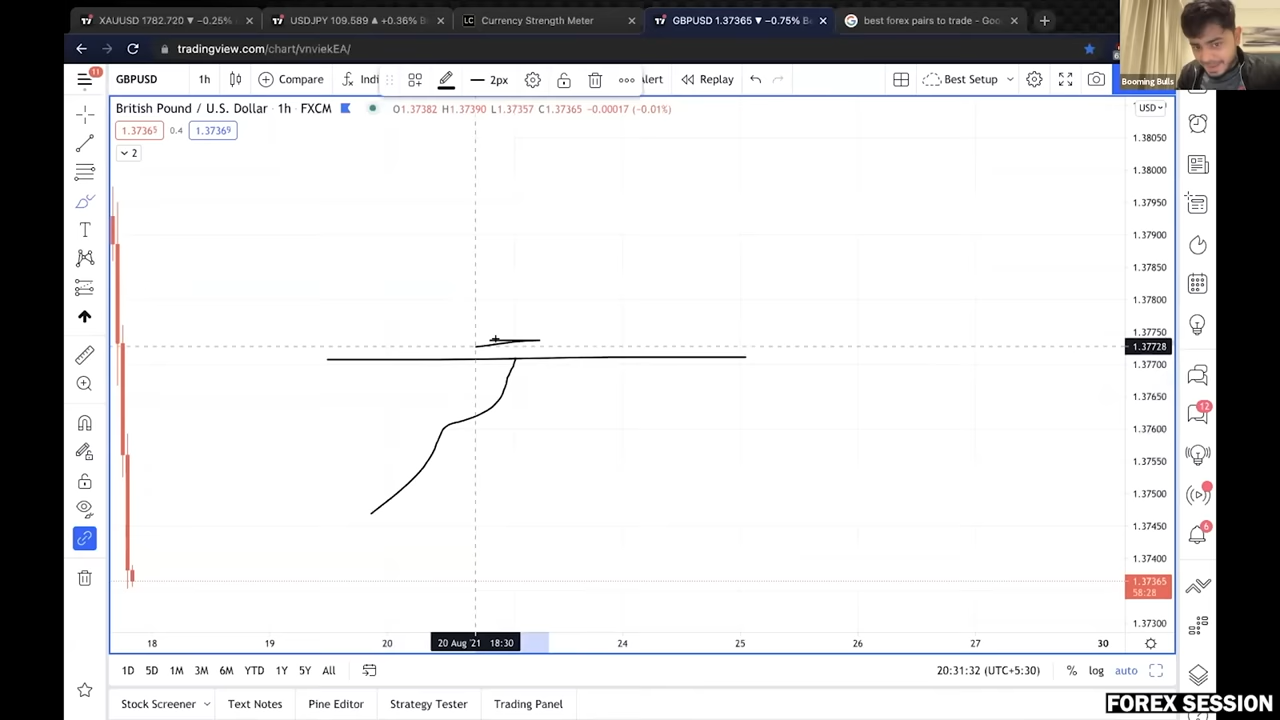 XAUUSD 1782.720 ▼ −0.25%
USDJPY 109.589 ▲ +0.36%
LC Currency Strength Meter
GBPUSD 1.37365 ▼ −0.75%
best forex pairs to trade - Goo
tradingview.com/chart/vnviekEA/
Booming Bulls
11
GBPUSD 1h Compare Indi 2px lert Replay Best Setup
British Pound / U.S. Dollar · 1h · FXCM O1.37382 H1.37390 L1.37357 C1.37365 −0.00017 (−0.01%)
USD
1.37365 0.4 1.37369
2
1.38050
1.38000
1.37950
1.37900
1.37850
1.37800
1.37750
1.37728
1.37700
1.37650
1.37600
1.37550
1.37500
1.37450
1.37400
1.37365
58:28
1.37300
12
6
18 19 20 20 Aug '21 18:30 24 25 26 27 30
1D 5D 1M 3M 6M YTD 1Y 5Y All
20:31:32 (UTC+5:30) % log auto
Stock Screener Text Notes Pine Editor Strategy Tester Trading Panel
FOREX SESSION